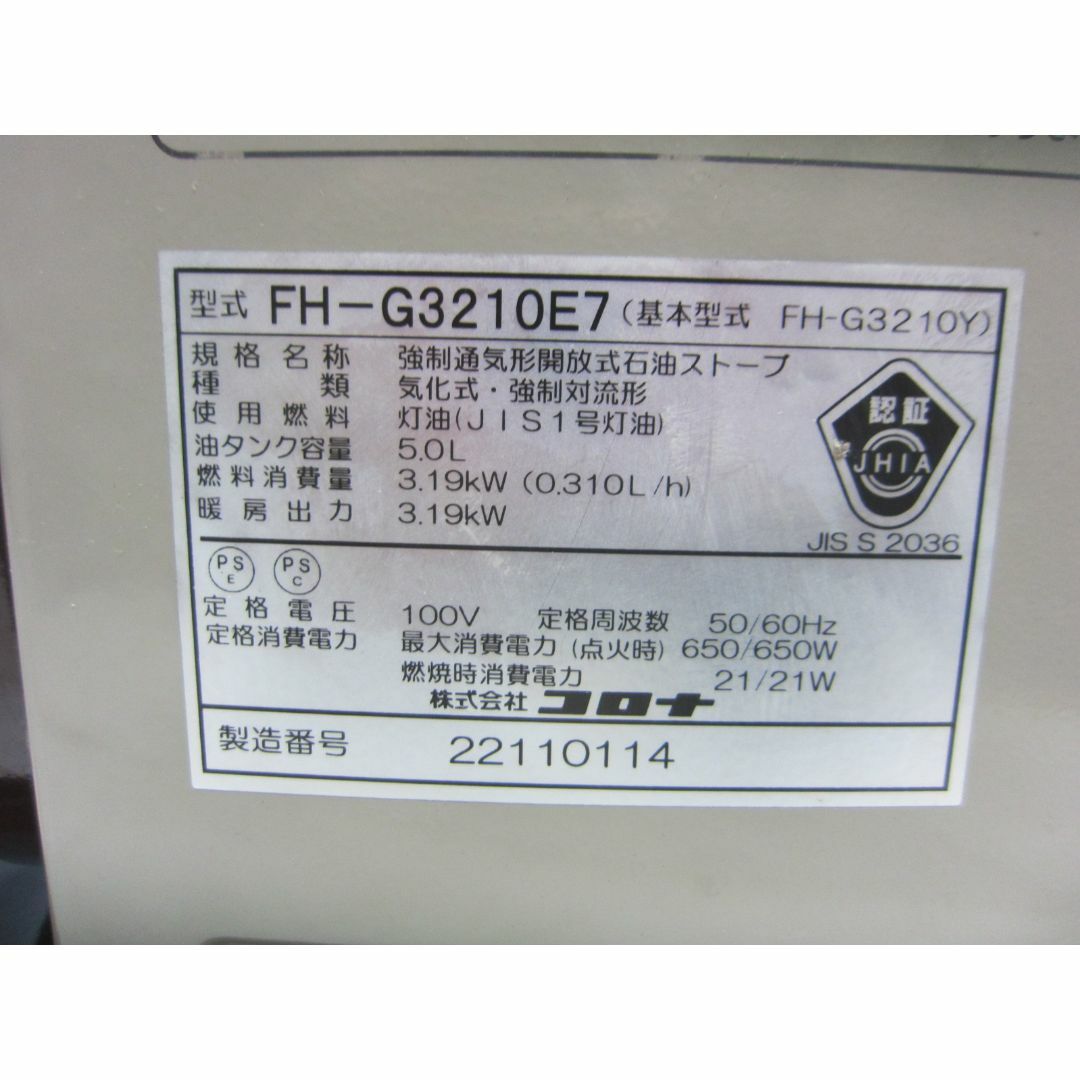 型式 FH-G3210E7 (基本型式 FH-G3210Y)
規格名称 強制通気形開放式石油ストーブ
種類 気化式・強制対流形
使用燃料 灯油(JIS1号灯油)
油タンク容量 5.0L
燃料消費量 3.19kW (0.310L/h)
暖房出力 3.19kW
認証
JHIA
JIS S 2036
PS E PS C
定格電圧 100V 定格周波数 50/60Hz
定格消費電力 最大消費電力 (点火時) 650/650W
燃焼時消費電力 21/21W
株式会社 コロナ
製造番号 22110114